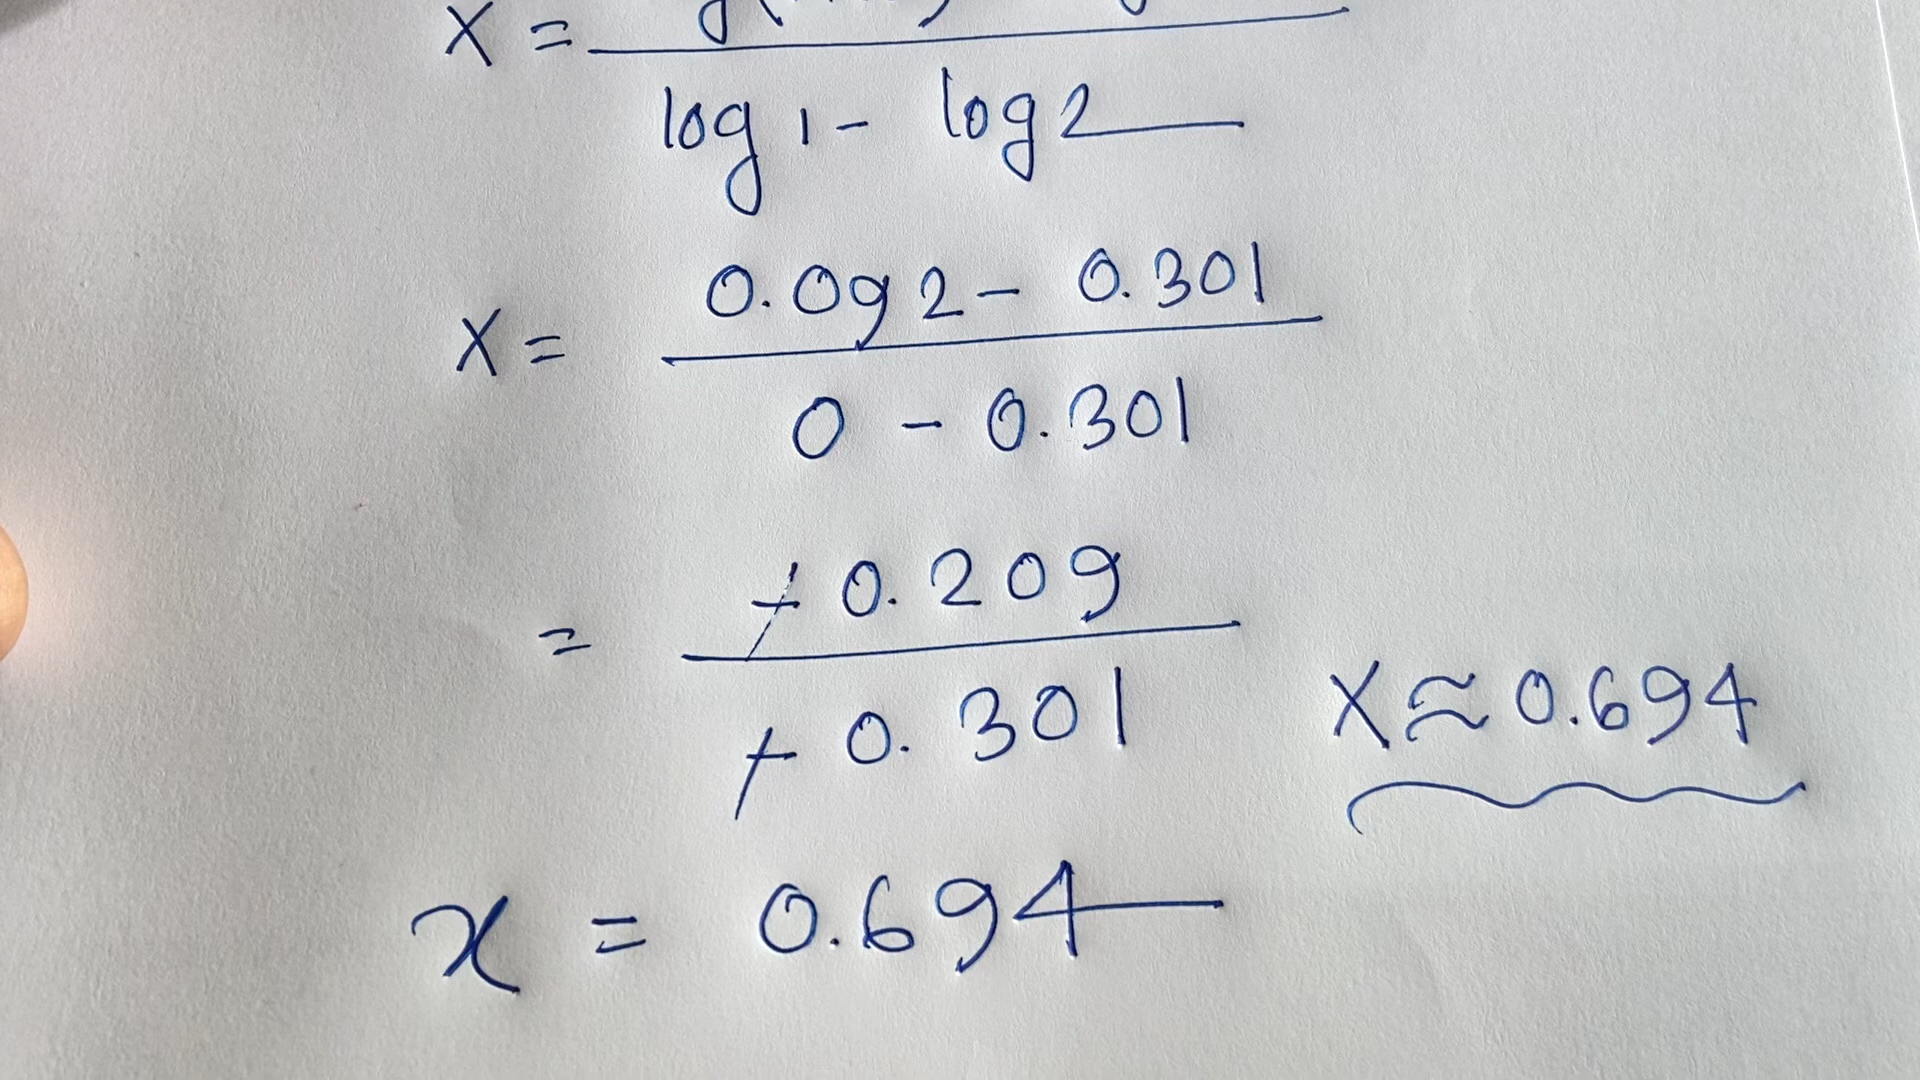 X =
log 1 - log 2
X = 0.092 - 0.301
0 - 0.301
= - 0.209
- 0.301
X ≈ 0.694
x = 0.694